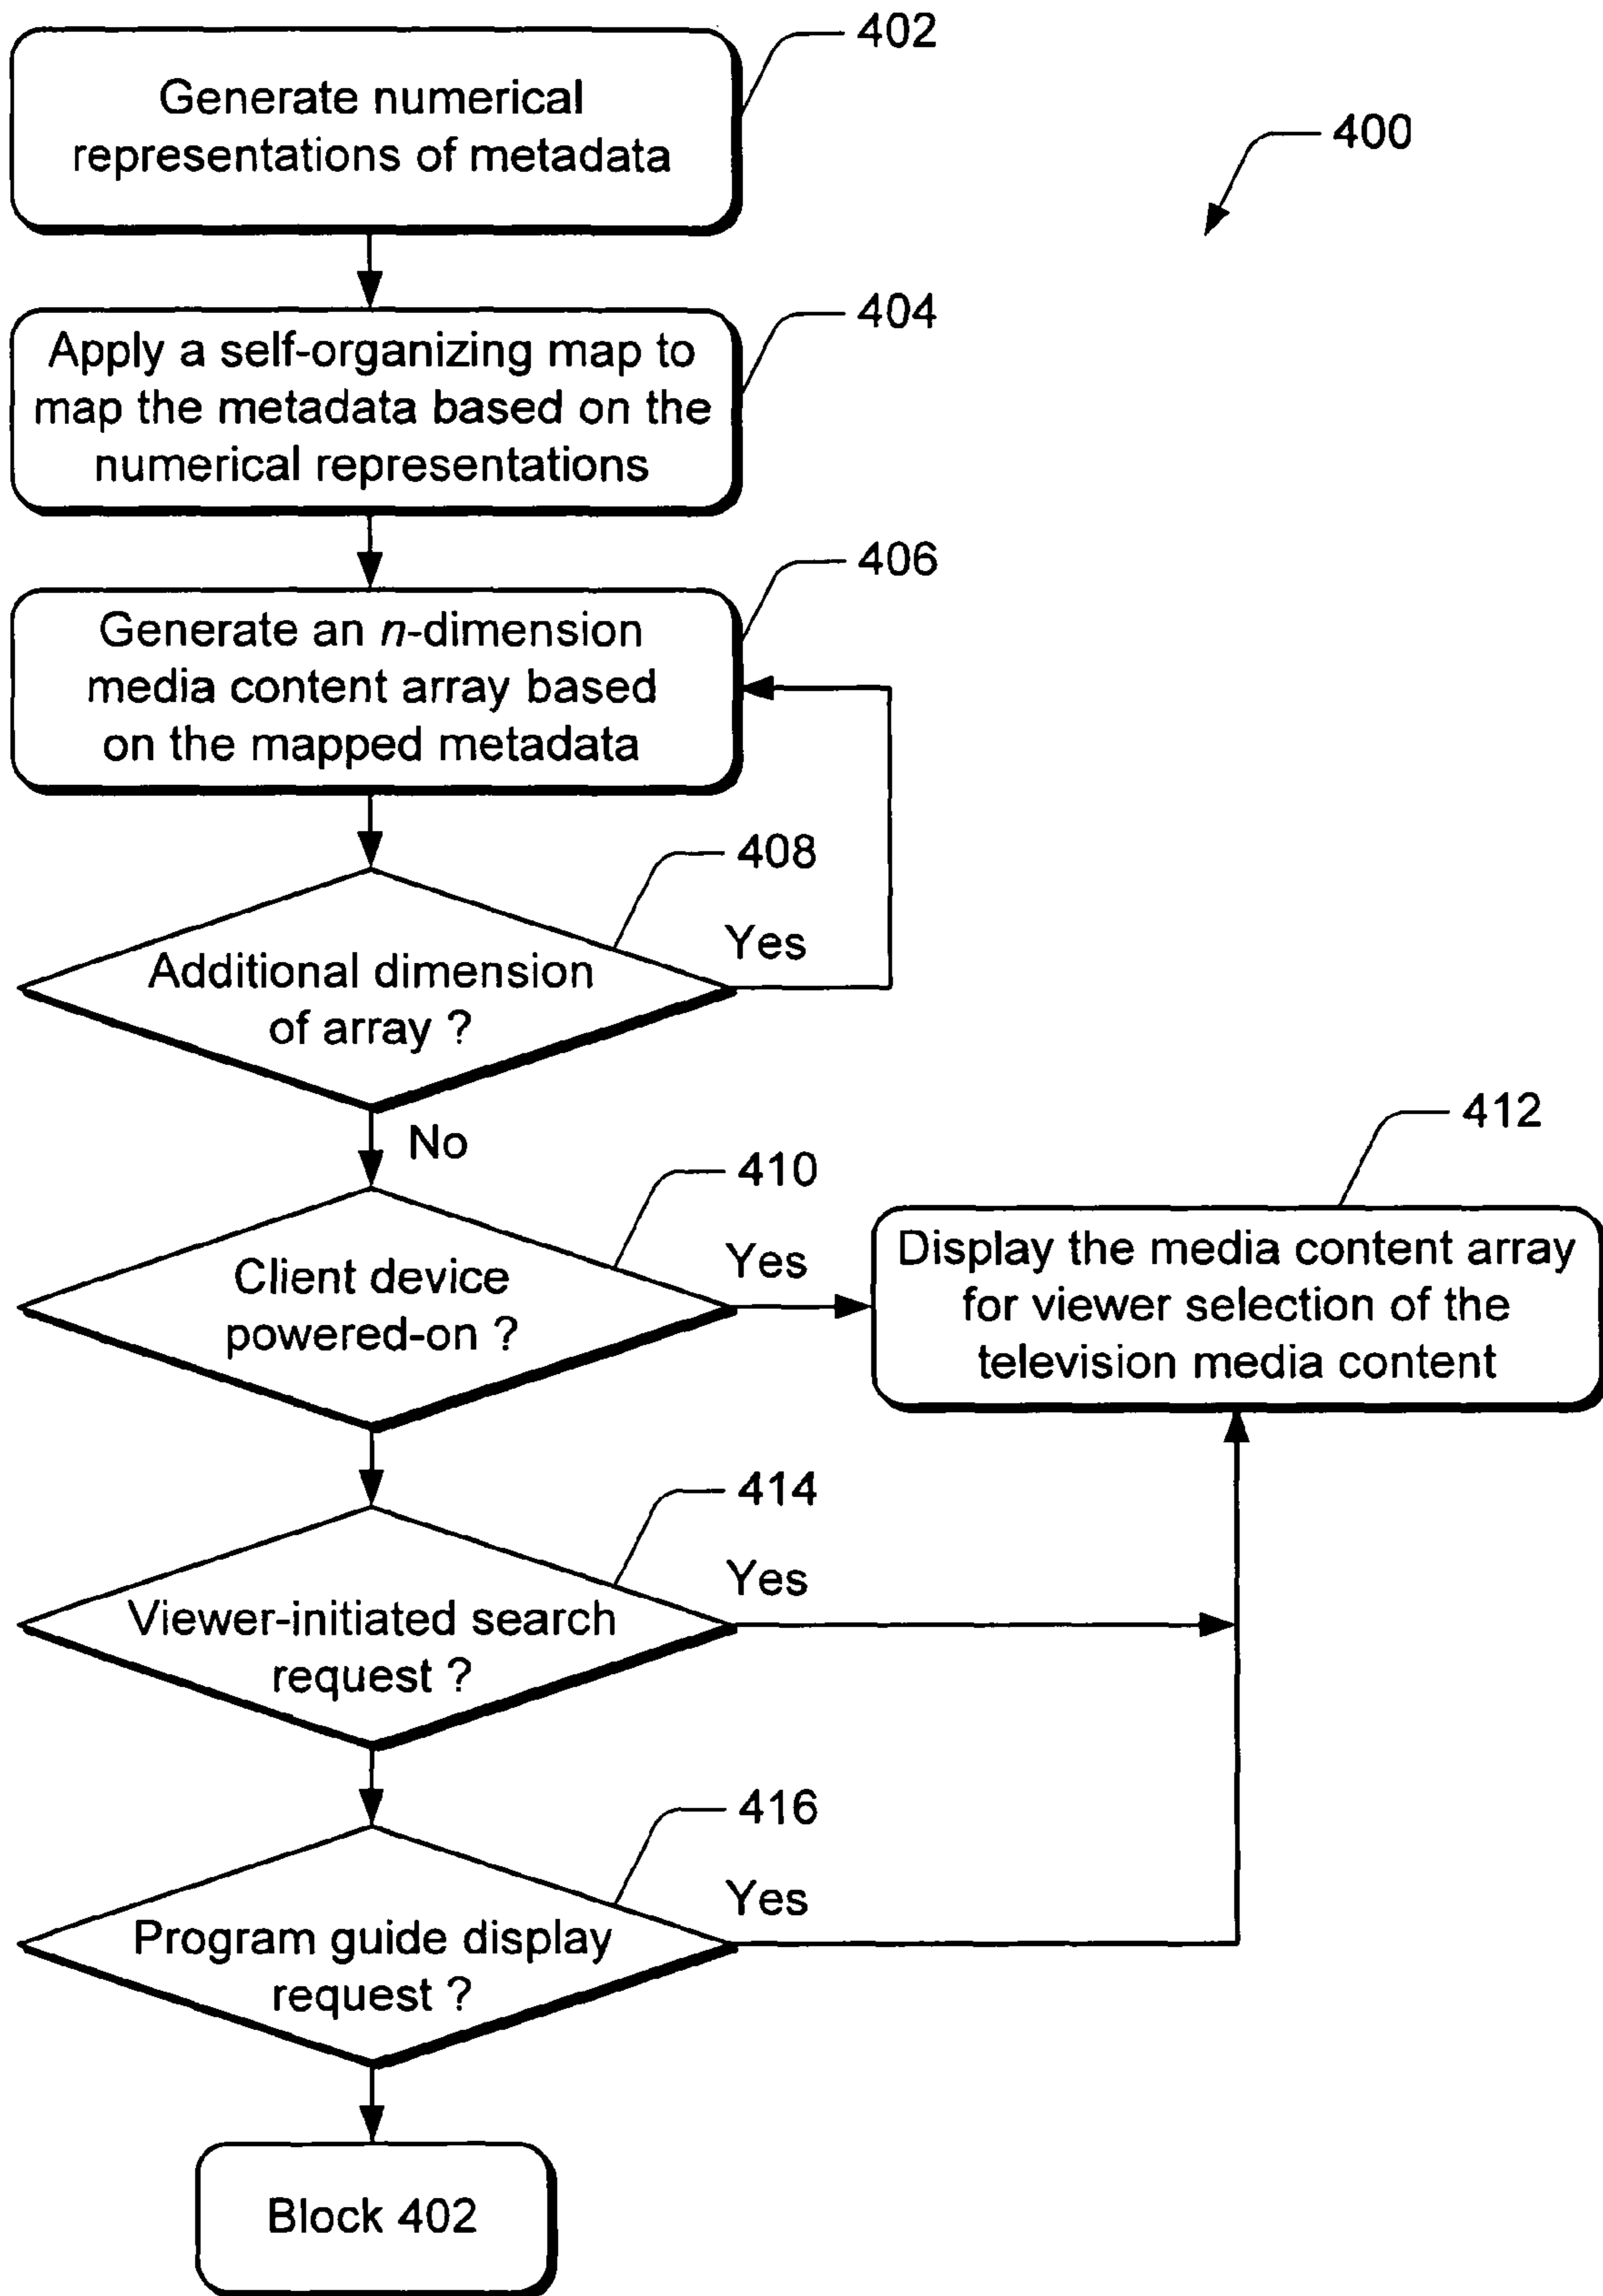 402
Generate numerical
representations of metadata
400
404
Apply a self-organizing map to
map the metadata based on the
numerical representations
406
Generate an n-dimension
media content array based
on the mapped metadata
408
Yes
Additional dimension
of array ?
No
410
412
Yes
Client device
powered-on ?
Display the media content array
for viewer selection of the
television media content
414
Yes
Viewer-initiated search
request ?
416
Yes
Program guide display
request ?
Block 402